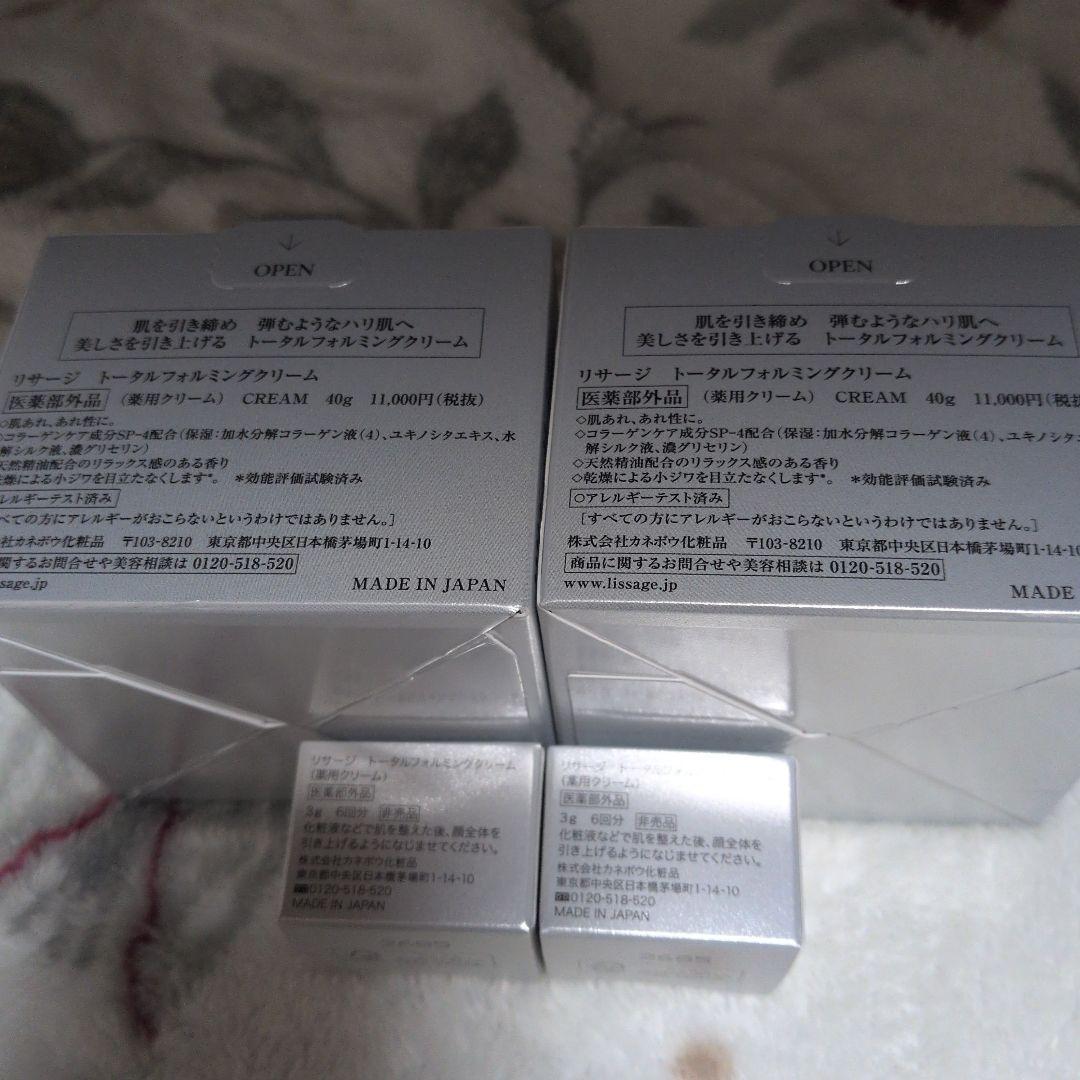 OPEN
肌を引き締め 弾むようなハリ肌へ
美しさを引き上げる トータルフォルミングクリーム
リサージ トータルフォルミングクリーム
医薬部外品 (薬用クリーム) CREAM 40g 11,000円(税抜)
◇肌あれ、あれ性に。
コラーゲンケア成分SP-4配合(保湿:加水分解コラーゲン液(4)、ユキノシタエキス、水
解シルク液、濃グリセリン)
天然精油配合のリラックス感のある香り
燥による小ジワを目立たなくします*。 *効能評価試験済み
レルギーテスト済み
べての方にアレルギーがおこらないというわけではありません。]
社カネボウ化粧品 〒103-8210 東京都中央区日本橋茅場町1-14-10
関するお問合せや美容相談は 0120-518-520
ssage.jp MADE IN JAPAN
OPEN
肌を引き締め 弾むようなハリ肌へ
美しさを引き上げる トータルフォルミングクリーム
リサージ トータルフォルミングクリーム
医薬部外品 (薬用クリーム) CREAM 40g 11,000円(税抜
◇肌あれ、あれ性に。
◇コラーゲンケア成分SP-4配合(保湿:加水分解コラーゲン液(4)、ユキノシタ
解シルク液、濃グリセリン)
◇天然精油配合のリラックス感のある香り
◇乾燥による小ジワを目立たなくします*。 *効能評価試験済み
○アレルギーテスト済み
[すべての方にアレルギーがおこらないというわけではありません。]
株式会社カネボウ化粧品 〒103-8210 東京都中央区日本橋茅場町1-14-10
商品に関するお問合せや美容相談は 0120-518-520
www.lissage.jp MADE
リサージ トータルフォルミングクリーム
(薬用クリーム)
医薬部外品
3g 6回分 非売品
化粧液などで肌を整えた後、顔全体を
引き上げるようになじませてください。
株式会社カネボウ化粧品
東京都中央区日本橋茅場町1-14-10
0120-518-520
MADE IN JAPAN
リサージ トータルフォル
(薬用クリーム)
医薬部外品
3g 6回分 非売品
化粧液などで肌を整えた後、顔全体を
引き上げるようになじませてください。
株式会社カネボウ化粧品
東京都中央区日本橋茅場町1-14-10
0120-518-520
MADE IN JAPAN